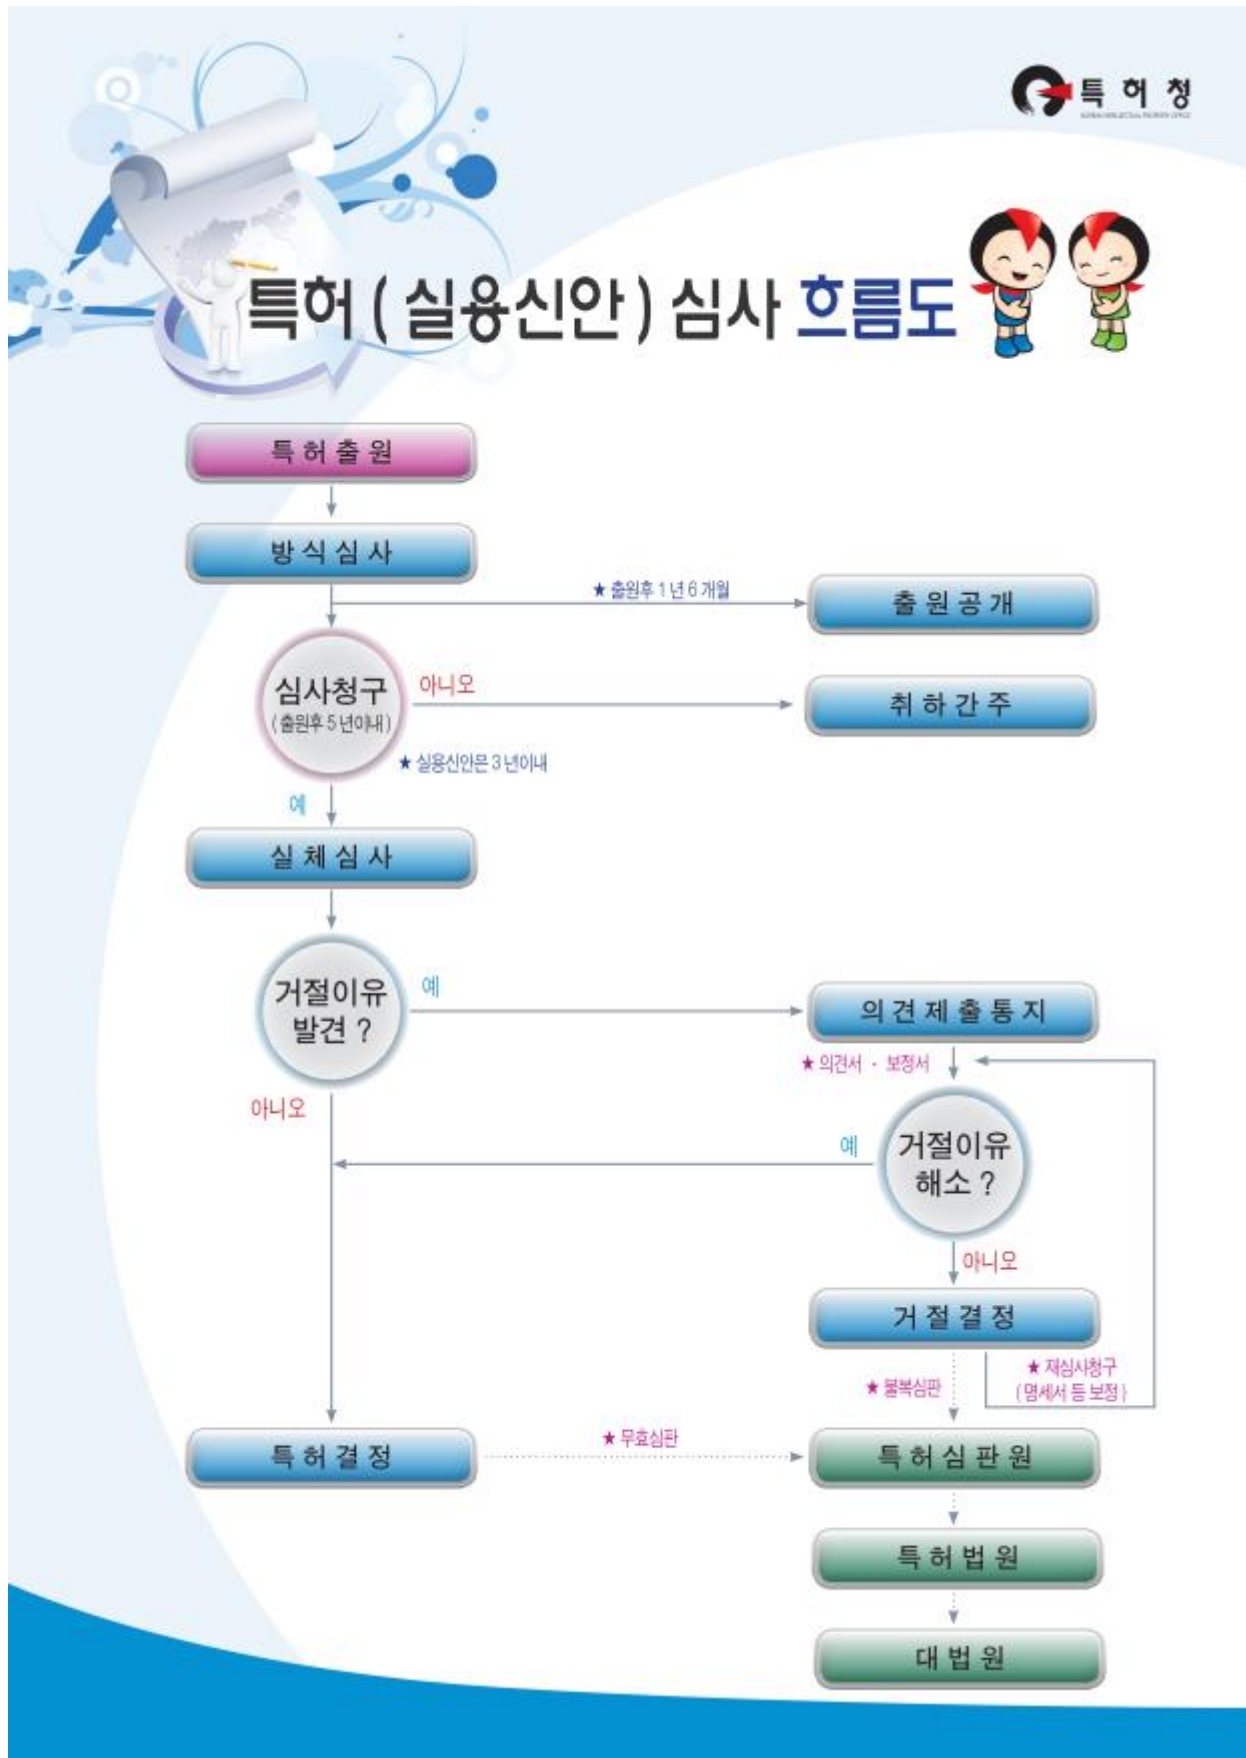 특허청
KOREAN INTELLECTUAL PROPERTY OFFICE
특허 ( 실용신안 ) 심사 흐름도
특허출원
방식심사
★ 출원후 1 년 6 개월
출원공개
심사청구
( 출원후 5 년이내 )
아니오
취하간주
★ 실용신안은 3 년이내
예
실체심사
거절이유
발견 ?
예
의견제출통지
★ 의견서 · 보정서
아니오
예
거절이유
해소 ?
아니오
거절결정
★ 재심사청구
( 명세서 등 보정 )
★ 불복심판
특허결정
★ 무효심판
특허심판원
특허법원
대법원